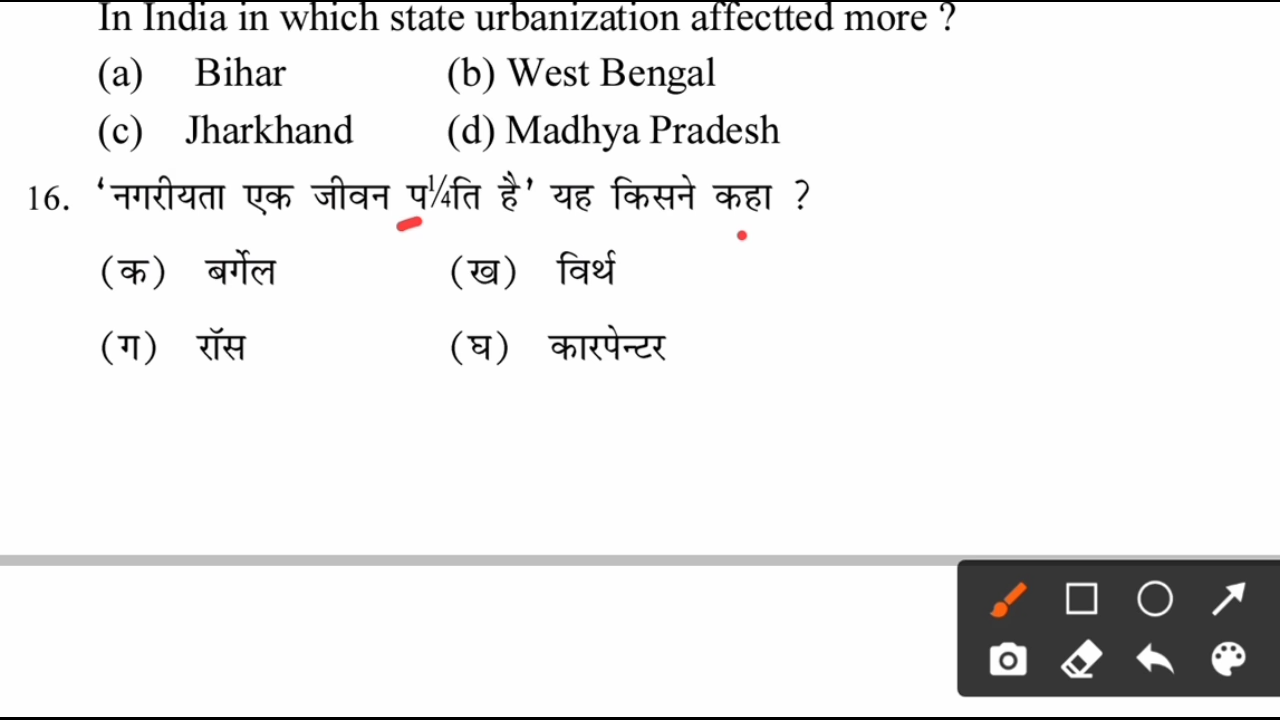 In India in which state urbanization affectted more ?
(a) Bihar (b) West Bengal
(c) Jharkhand (d) Madhya Pradesh
16. ‘नगरीयता एक जीवन प¼ति है’ यह किसने कहा ?
(क) बर्गेल (ख) विर्थ
(ग) रॉस (घ) कारपेन्टर